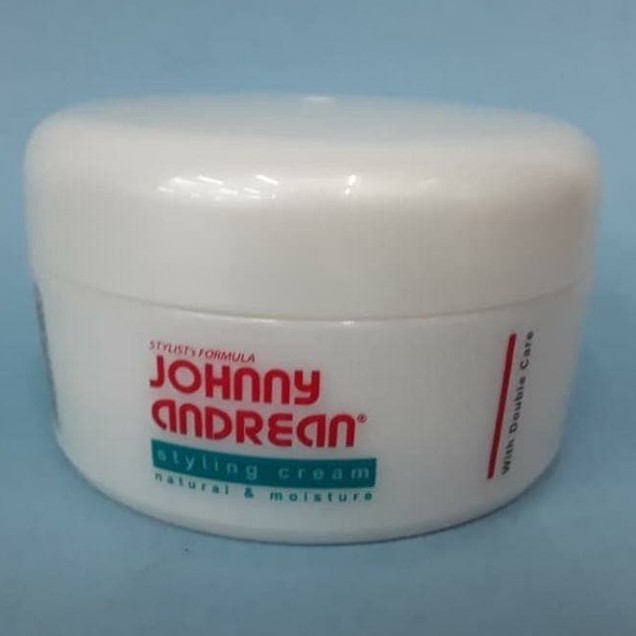 STYLIST's FORMULA
JOHNNY
ANDREAN®
styling cream
natural & moisture
With Double Care